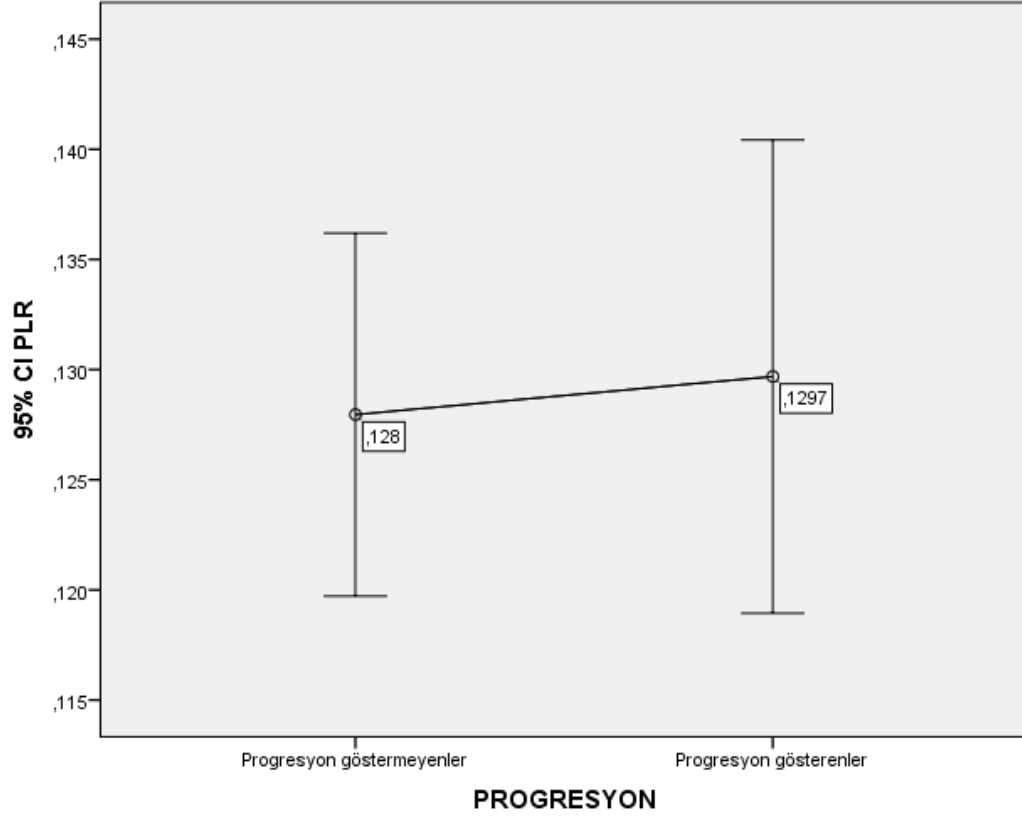 ,145
,140
,135
,130
,125
,120
,115
95% CI PLR
,128
,1297
Progresyon göstermeyenler
Progresyon gösterenler
PROGRESYON